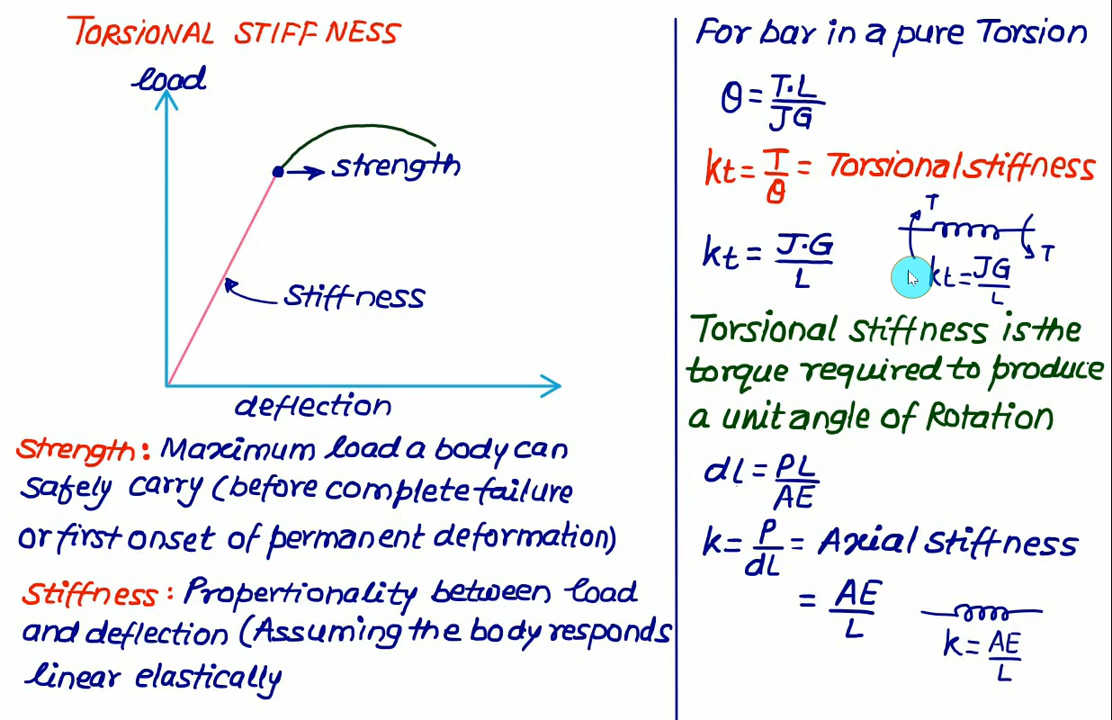 TORSIONAL STIFFNESS
load
strength
Stiffness
deflection
Strength: Maximum load a body can
safely carry (before complete failure
or first onset of permanent deformation)
Stiffness: Proportionality between load
and deflection (Assuming the body responds
linear elastically
For bar in a pure Torsion
θ = T·L/JG
kt = T/θ = Torsional stiffness
kt = J·G/L
T
T
kt = JG/L
Torsional stiffness is the
torque required to produce
a unit angle of Rotation
dl = PL/AE
k = P/dl = Axial stiffness
= AE/L
k = AE/L